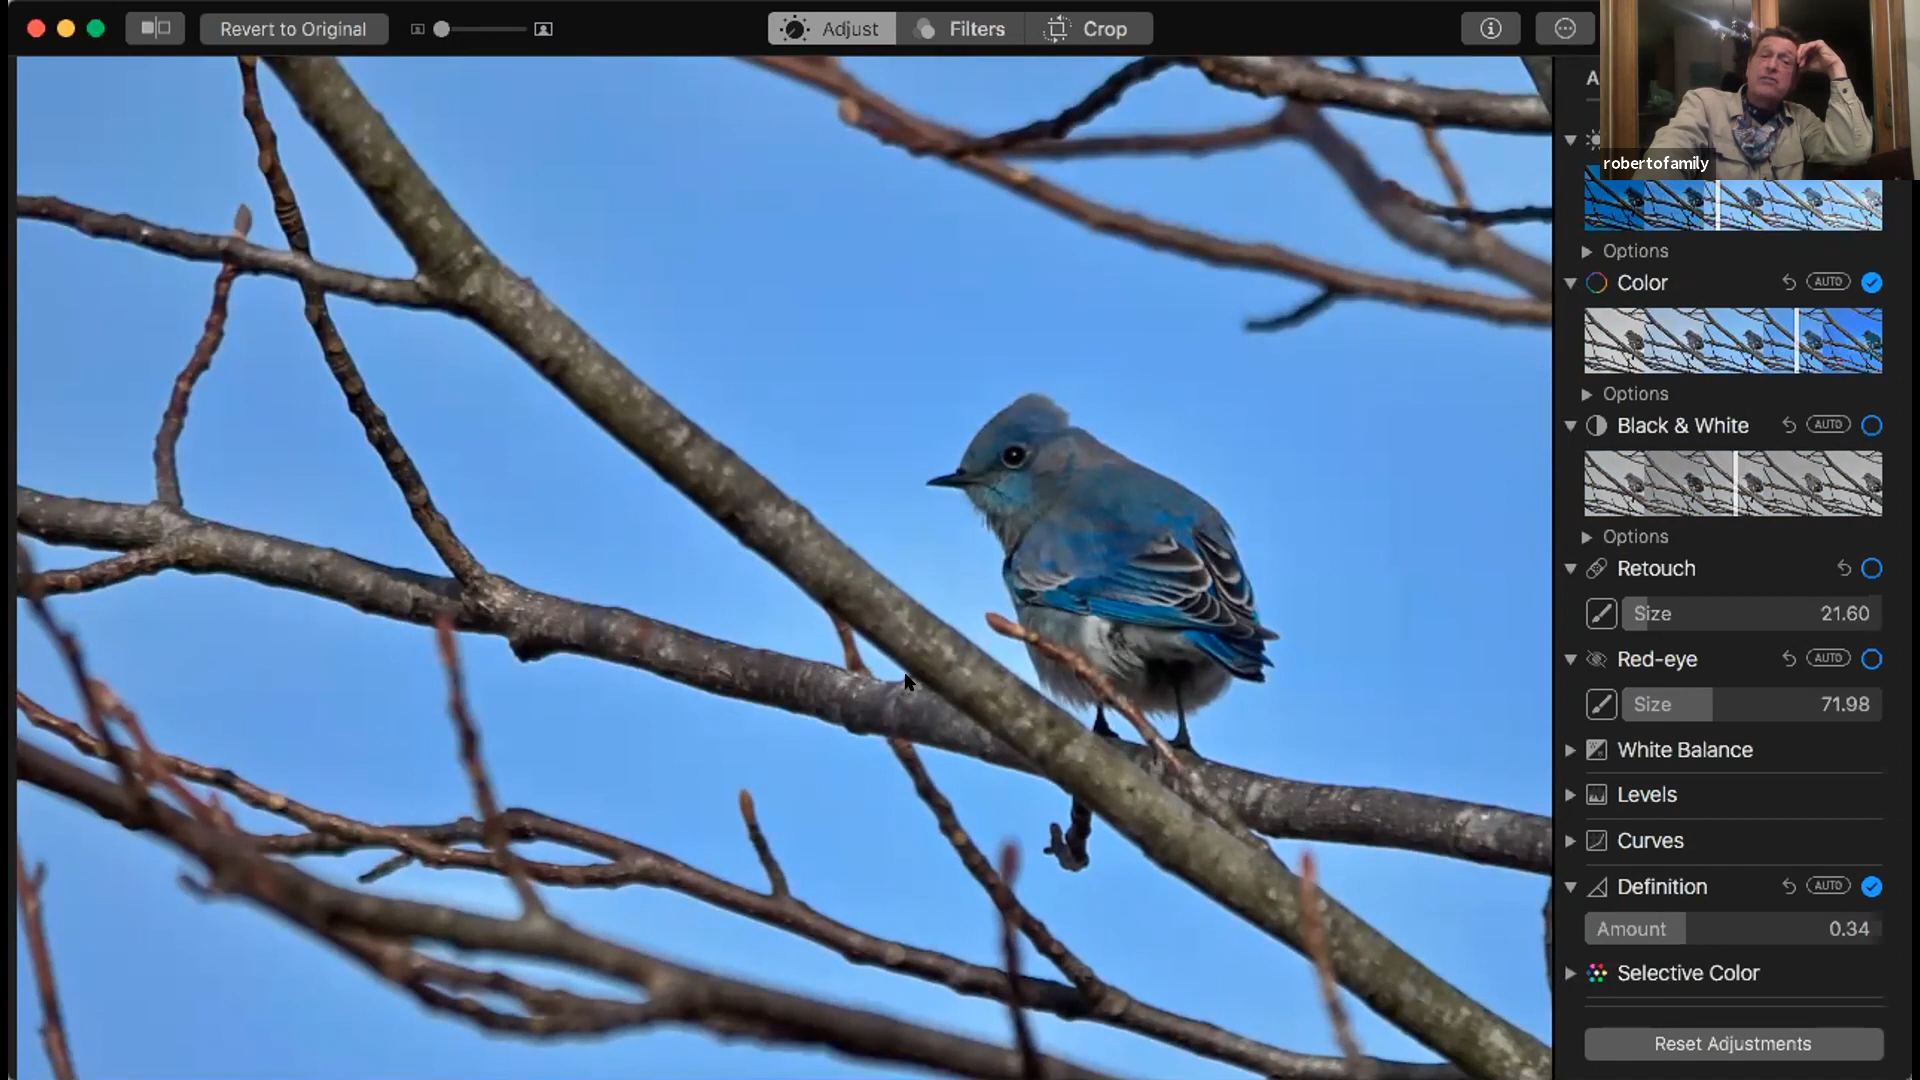 Revert to Original
Adjust
Filters
Crop
A
robertofamily
Options
Color
AUTO
Options
Black & White
AUTO
Options
Retouch
Size
21.60
Red-eye
AUTO
Size
71.98
White Balance
Levels
Curves
Definition
AUTO
Amount
0.34
Selective Color
Reset Adjustments